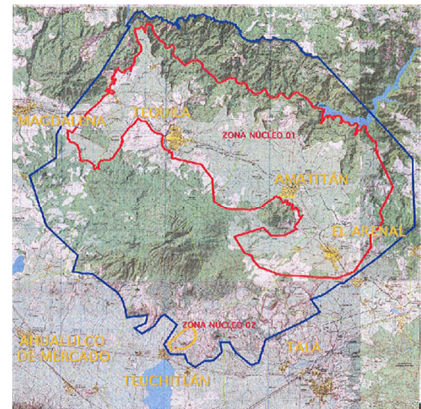 MAGDALENA
TEQUILA
ZONA NUCLEO 01
AMATITÁN
EL ARENAL
ZONA NUCLEO 02
AHUALULCO
DE MERCADO
TALA
TEUCHITLÁN